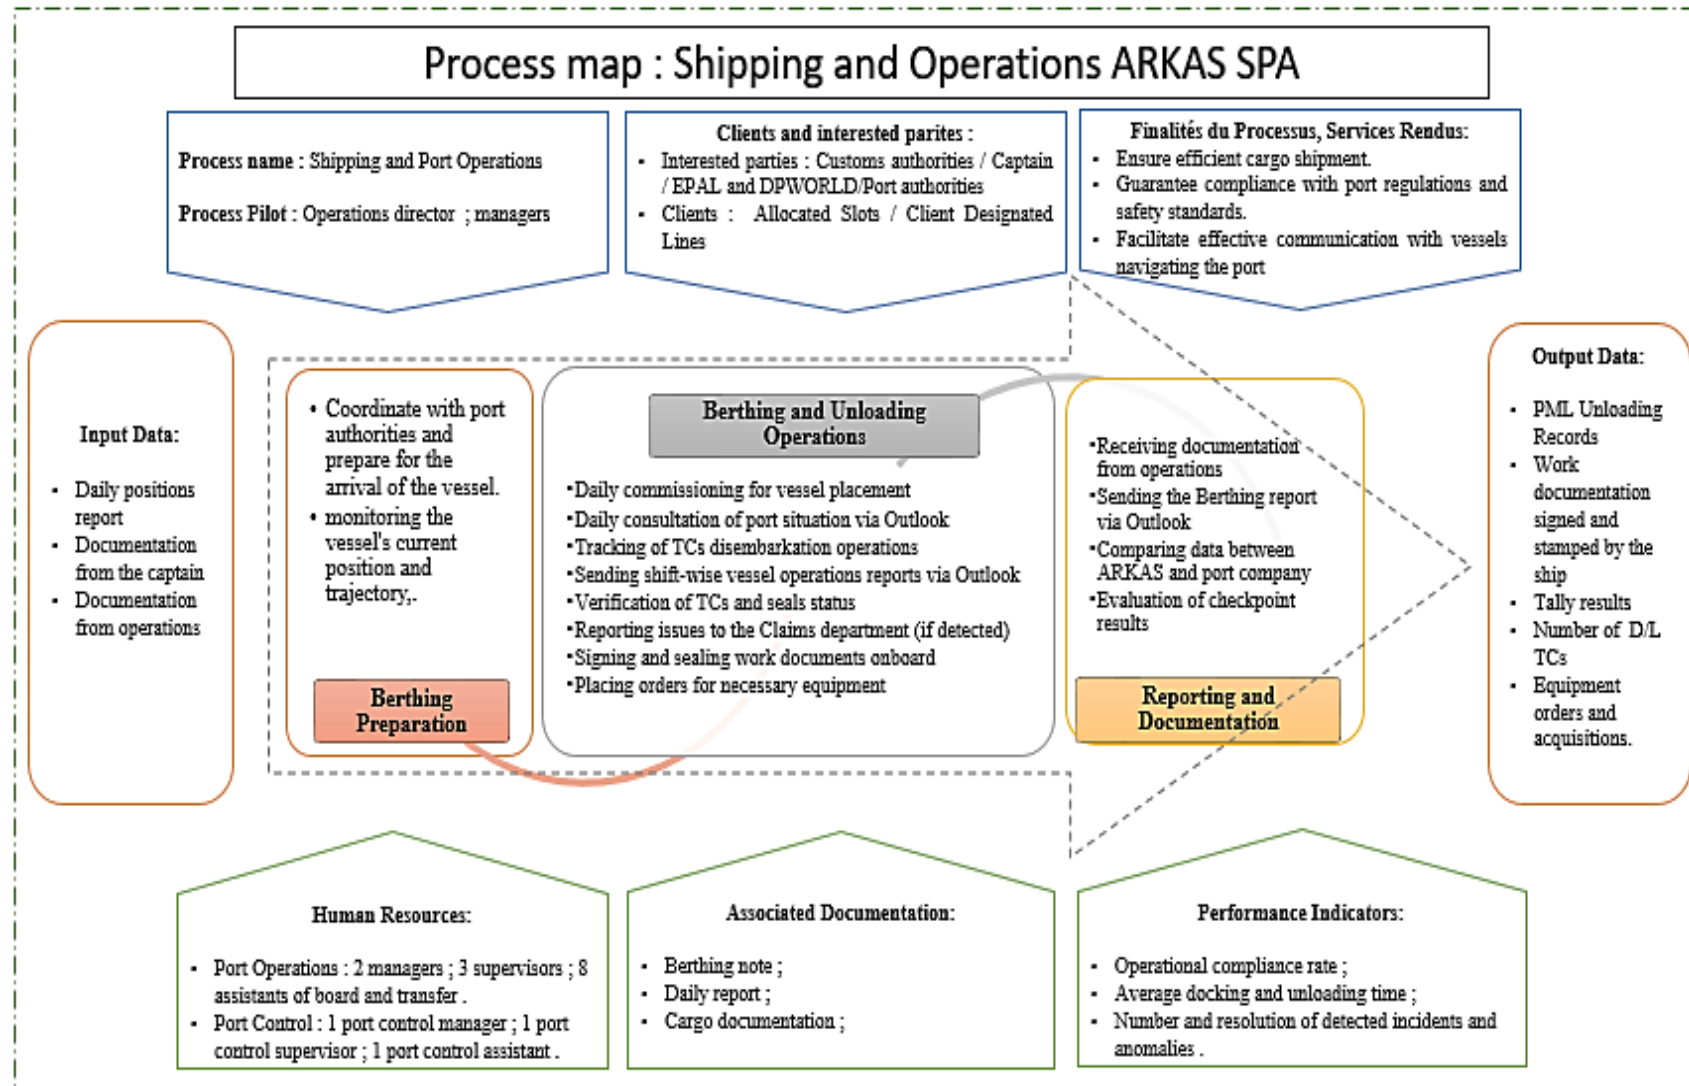 Process map : Shipping and Operations ARKAS SPA
Process name : Shipping and Port Operations
Process Pilot : Operations director ; managers
Clients and interested parites :
▪ Interested parties : Customs authorities / Captain
/ EPAL and DPWORLD/Port authorities
▪ Clients : Allocated Slots / Client Designated
Lines
Finalités du Processus, Services Rendus:
▪ Ensure efficient cargo shipment.
▪ Guarantee compliance with port regulations and
safety standards.
▪ Facilitate effective communication with vessels
navigating the port
Input Data:
▪ Daily positions
report
▪ Documentation
from the captain
▪ Documentation
from operations
• Coordinate with port
authorities and
prepare for the
arrival of the vessel.
• monitoring the
vessel's current
position and
trajectory,.
Berthing
Preparation
Berthing and Unloading
Operations
•Daily commissioning for vessel placement
•Daily consultation of port situation via Outlook
•Tracking of TCs disembarkation operations
•Sending shift-wise vessel operations reports via Outlook
•Verification of TCs and seals status
•Reporting issues to the Claims department (if detected)
•Signing and sealing work documents onboard
•Placing orders for necessary equipment
•Receiving documentation
from operations
•Sending the Berthing report
via Outlook
•Comparing data between
ARKAS and port company
•Evaluation of checkpoint
results
Reporting and
Documentation
Output Data:
▪ PML Unloading
Records
▪ Work
documentation
signed and
stamped by the
ship
▪ Tally results
▪ Number of D/L
TCs
▪ Equipment
orders and
acquisitions.
Human Resources:
▪ Port Operations : 2 managers ; 3 supervisors ; 8
assistants of board and transfer .
▪ Port Control : 1 port control manager ; 1 port
control supervisor ; 1 port control assistant .
Associated Documentation:
▪ Berthing note ;
▪ Daily report ;
▪ Cargo documentation ;
Performance Indicators:
▪ Operational compliance rate ;
▪ Average docking and unloading time ;
▪ Number and resolution of detected incidents and
anomalies .